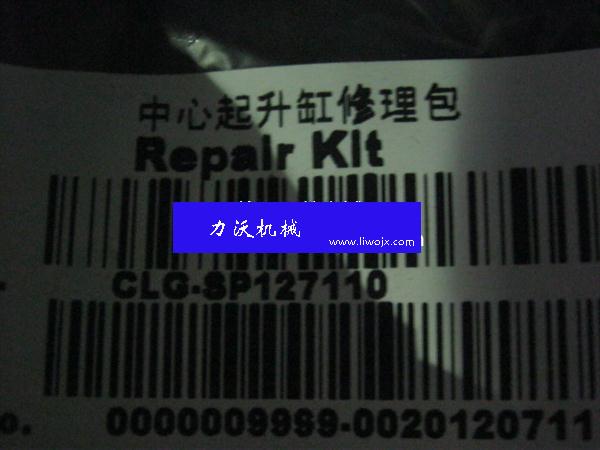 中心起升缸修理包
Repair Kit
力沃机械
www.liwojx.com
CLG-SP127110
o.
0000009999-0020120711